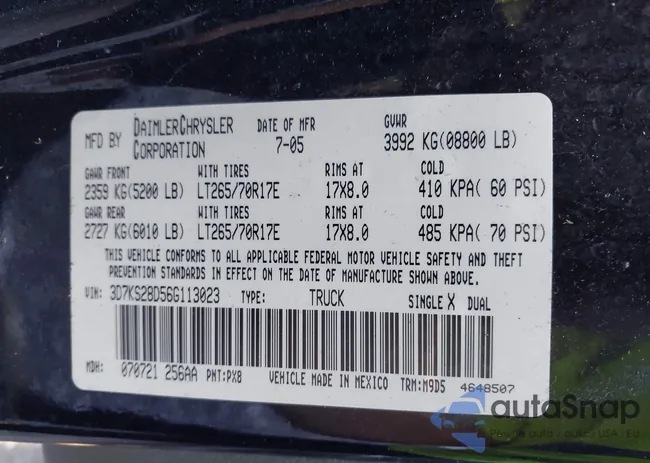 MFD BY DAIMLERCHRYSLER CORPORATION DATE OF MFR 7-05 GVWR 3992 KG(08800 LB)
GAWR FRONT WITH TIRES RIMS AT COLD
2359 KG(5200 LB) LT265/70R17E 17X8.0 410 KPA( 60 PSI)
GAWR REAR WITH TIRES RIMS AT COLD
2727 KG(6010 LB) LT265/70R17E 17X8.0 485 KPA( 70 PSI)
THIS VEHICLE CONFORMS TO ALL APPLICABLE FEDERAL MOTOR VEHICLE SAFETY AND THEFT
PREVENTION STANDARDS IN EFFECT ON THE DATE OF MANUFACTURE SHOWN ABOVE.
VIN: 3D7KS28D56G113023 TYPE: TRUCK SINGLE X DUAL
MDH: 070721 256AA PNT:PX8 VEHICLE MADE IN MEXICO TRM:M9D5 4648507
autoSnap